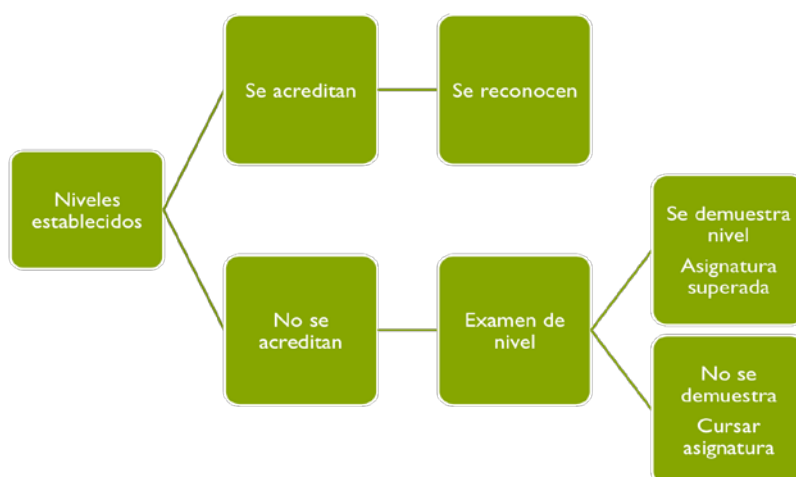 Se acreditan
Se reconocen
Niveles
establecidos
No se
acreditan
Examen de
nivel
Se demuestra
nivel
Asignatura
superada
No se
demuestra
Cursar
asignatura